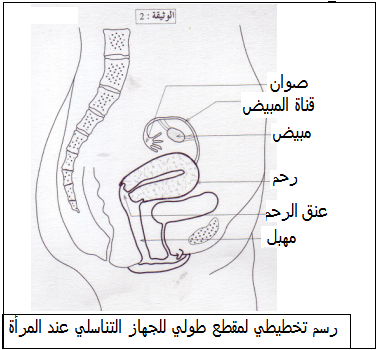 الوثيقة : 2
صوان
قناة المبيض
مبيض
رحم
عنق الرحم
مهبل
رسم تخطيطي لمقطع طولي للجهاز التناسلي عند المرأة